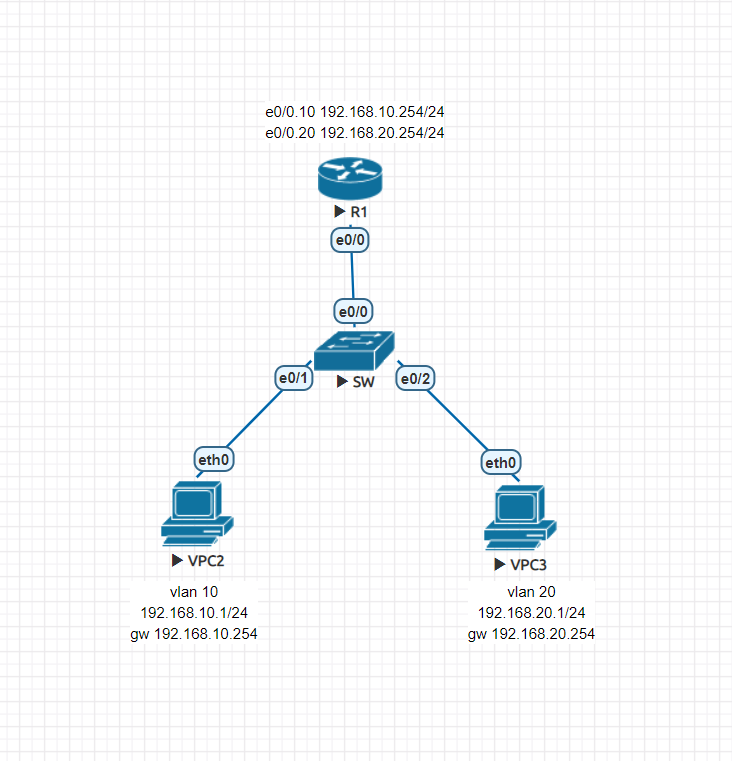 e0/0.10 192.168.10.254/24
e0/0.20 192.168.20.254/24
R1
e0/0
e0/0
SW
e0/1
e0/2
eth0
eth0
VPC2
VPC3
vlan 10
192.168.10.1/24
gw 192.168.10.254
vlan 20
192.168.20.1/24
gw 192.168.20.254